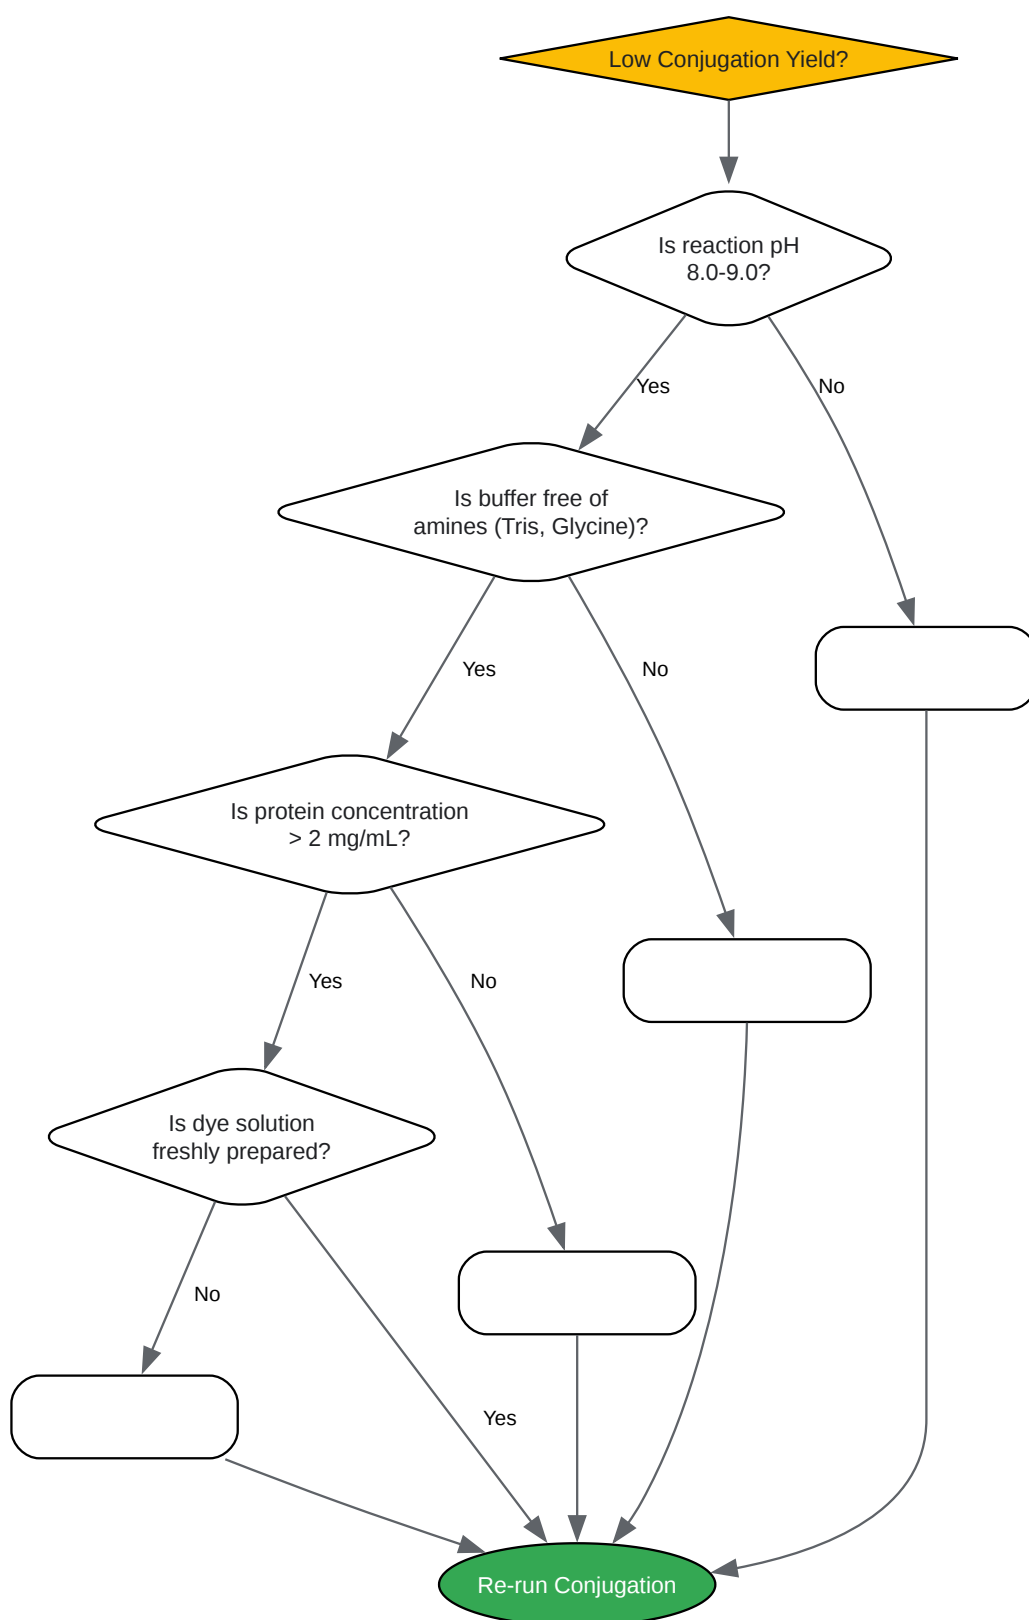 Low Conjugation Yield?
Is reaction pH
8.0-9.0?
Yes
No
Is buffer free of
amines (Tris, Glycine)?
Yes
No
Is protein concentration
> 2 mg/mL?
Yes
No
Is dye solution
freshly prepared?
No
Yes
Re-run Conjugation